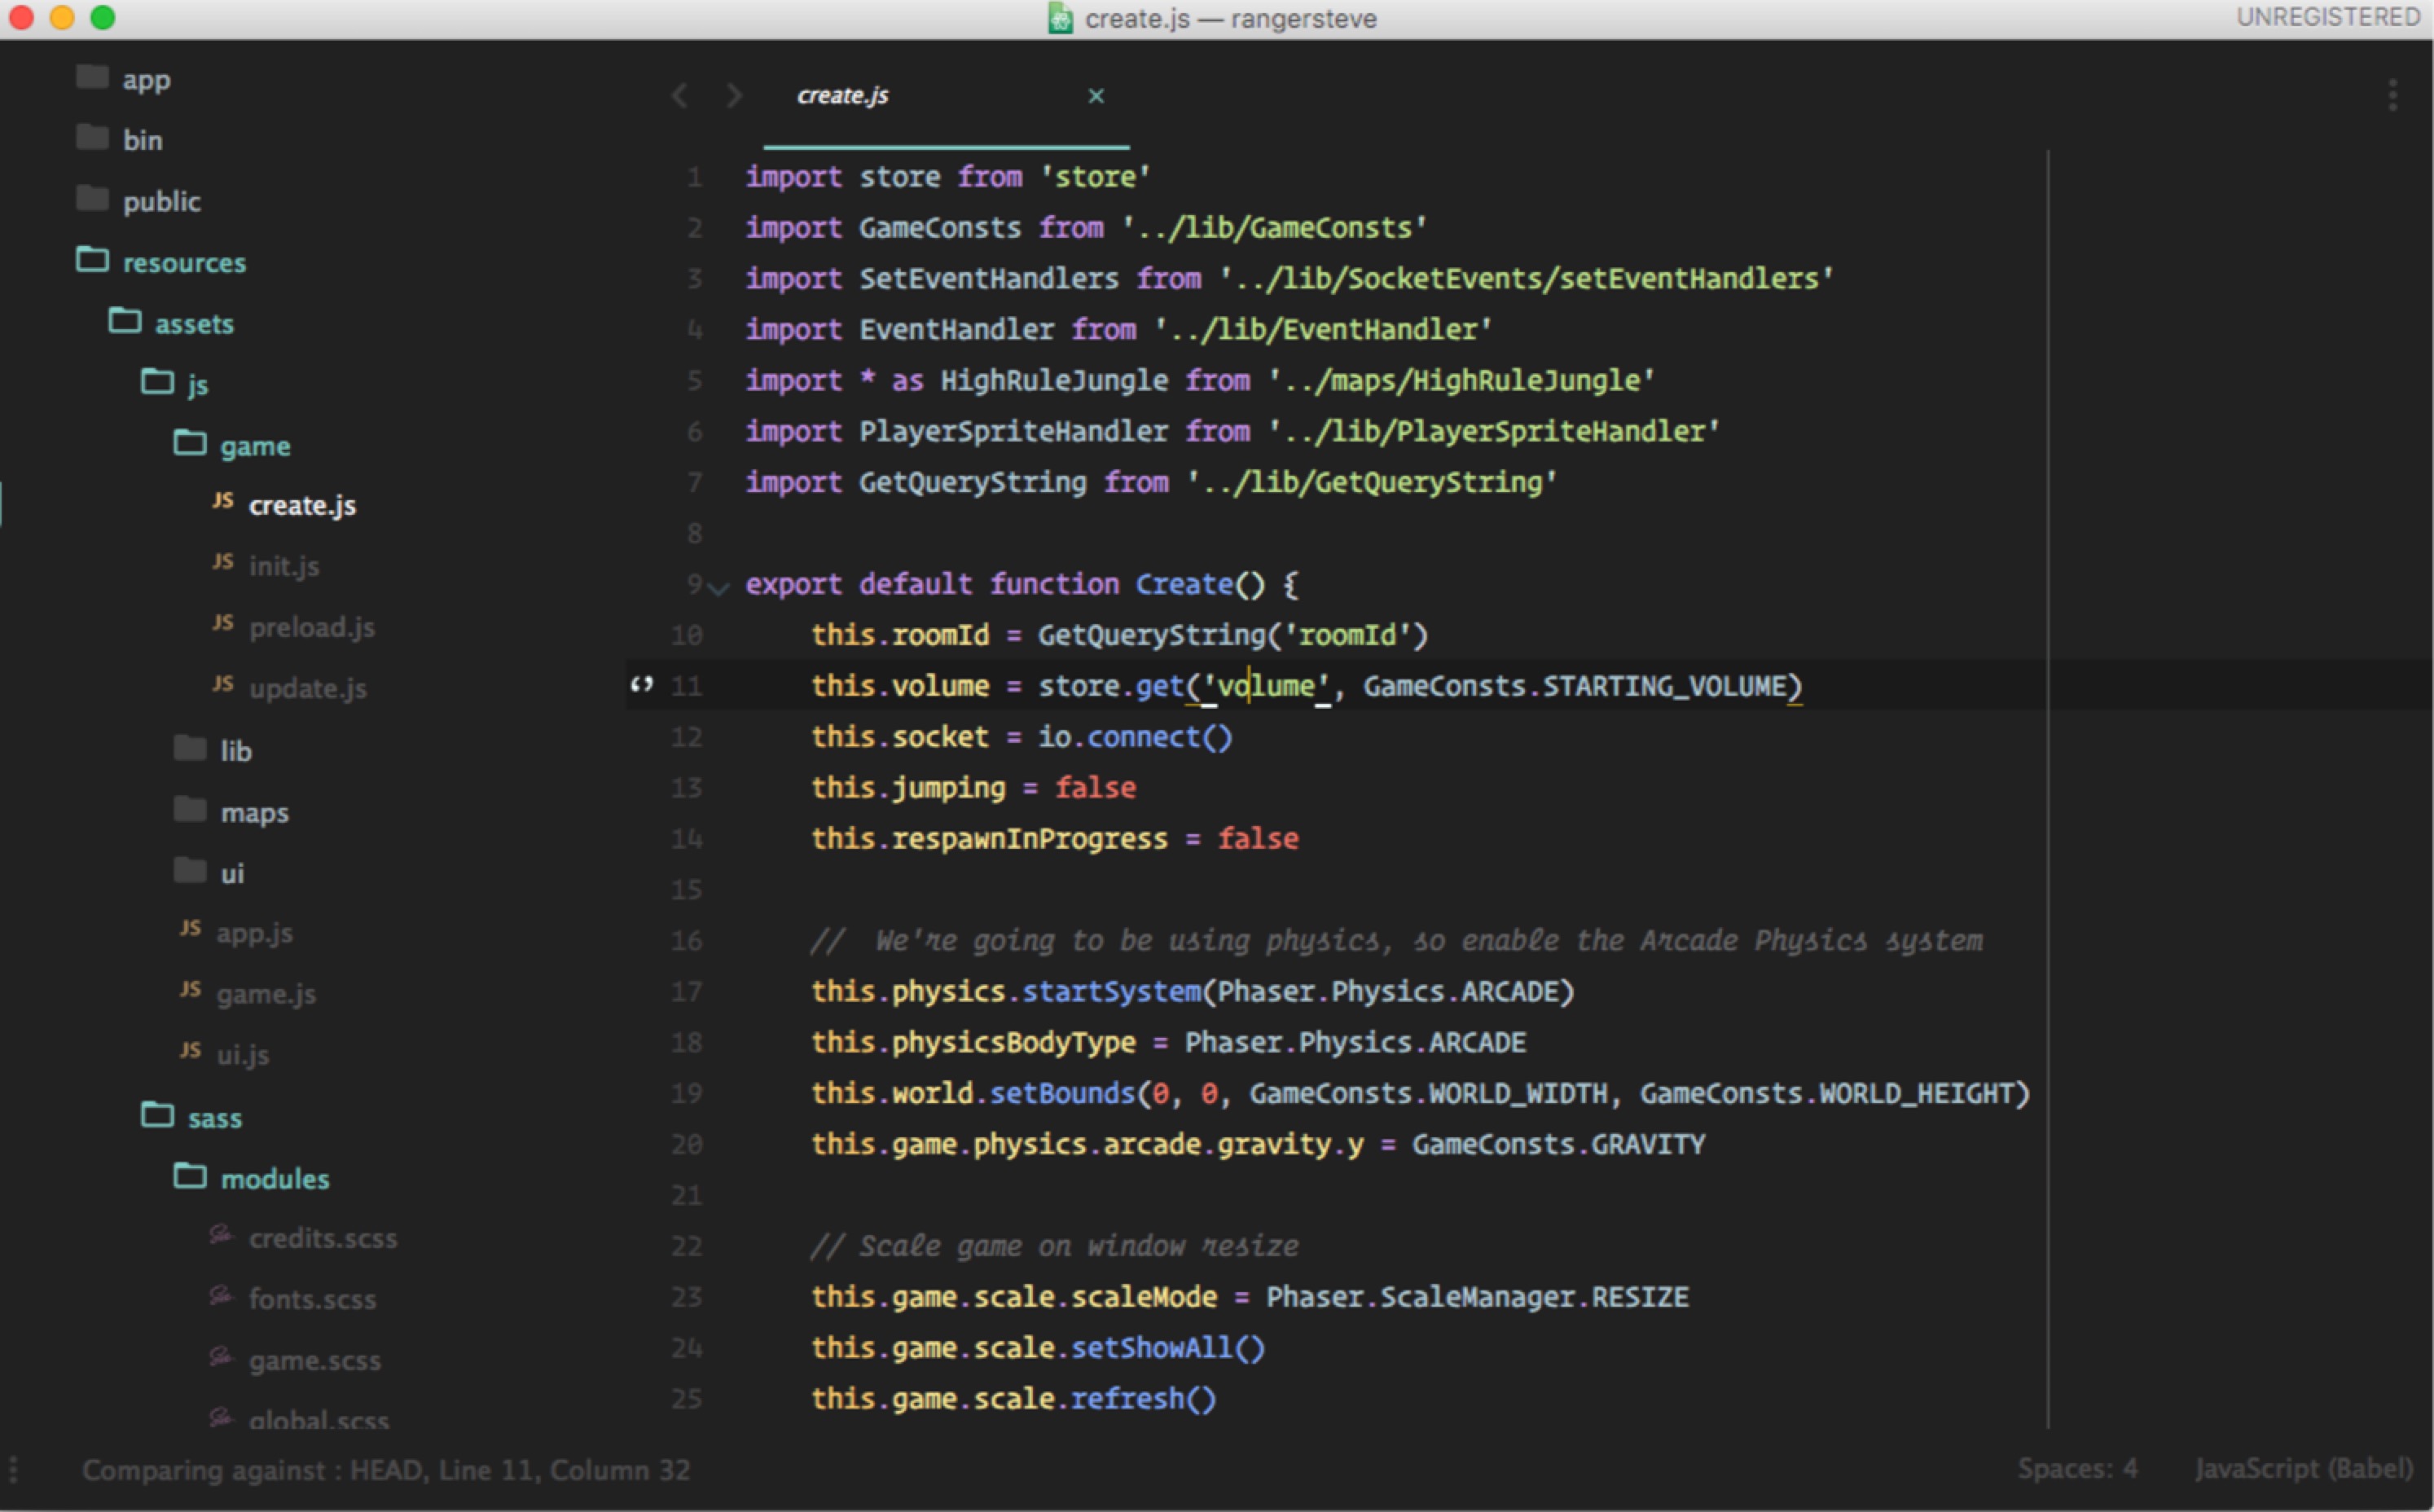 create.js — rangersteve
UNREGISTERED
app
bin
public
resources
assets
js
game
JS create.js
JS init.js
JS preload.js
JS update.js
lib
maps
ui
JS app.js
JS game.js
JS ui.js
sass
modules
credits.scss
fonts.scss
game.scss
global.scss
create.js ×
1 import store from 'store'
2 import GameConsts from '../lib/GameConsts'
3 import SetEventHandlers from '../lib/SocketEvents/setEventHandlers'
4 import EventHandler from '../lib/EventHandler'
5 import * as HighRuleJungle from '../maps/HighRuleJungle'
6 import PlayerSpriteHandler from '../lib/PlayerSpriteHandler'
7 import GetQueryString from '../lib/GetQueryString'
8
9 export default function Create() {
10     this.roomId = GetQueryString('roomId')
11     this.volume = store.get('volume', GameConsts.STARTING_VOLUME)
12     this.socket = io.connect()
13     this.jumping = false
14     this.respawnInProgress = false
15
16     //  We're going to be using physics, so enable the Arcade Physics system
17     this.physics.startSystem(Phaser.Physics.ARCADE)
18     this.physicsBodyType = Phaser.Physics.ARCADE
19     this.world.setBounds(0, 0, GameConsts.WORLD_WIDTH, GameConsts.WORLD_HEIGHT)
20     this.game.physics.arcade.gravity.y = GameConsts.GRAVITY
21
22     // Scale game on window resize
23     this.game.scale.scaleMode = Phaser.ScaleManager.RESIZE
24     this.game.scale.setShowAll()
25     this.game.scale.refresh()
Comparing against : HEAD, Line 11, Column 32
Spaces: 4
JavaScript (Babel)